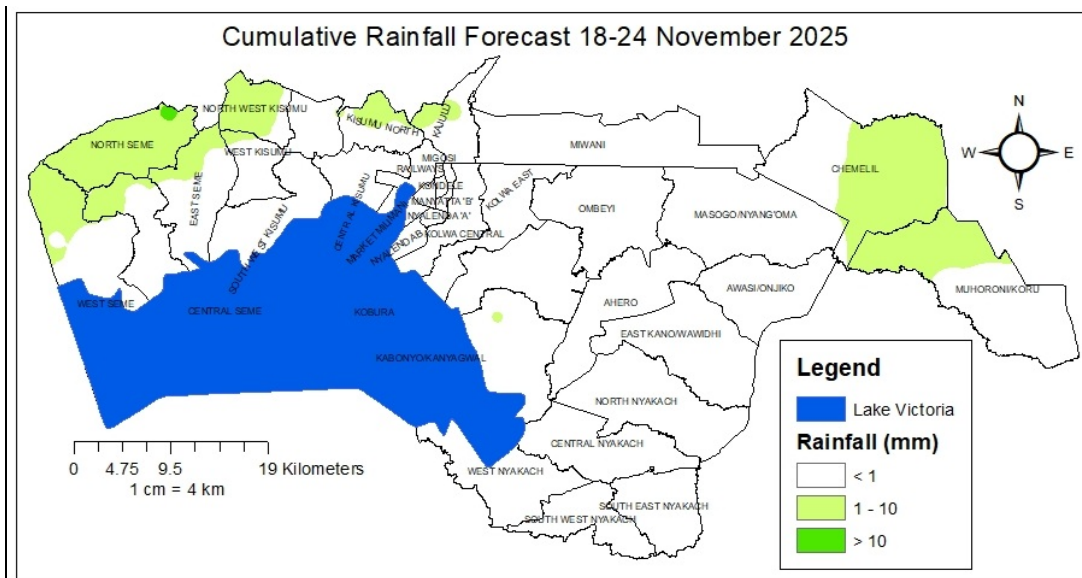 Cumulative Rainfall Forecast 18-24 November 2025
N
W
E
S
NORTH WEST KISUMU
NORTH SEME
KISUMU NORTH
KAJULU
WEST KISUMU
MIGOSI
MIWANI
CHEMELIL
RAILWAYS
KONDELE
EAST SEME
CENTRAL KISUMU
MANYATTA 'B'
KOLWA EAST
NYALENDA 'A'
OMBEYI
MASOGO/NYANG'OMA
SOUTH WEST KISUMU
MARKET MILIMANI
NYALENDA B
KOLWA CENTRAL
WEST SEME
CENTRAL SEME
KOBURA
AHERO
AWASI/ONJIKO
MUHORONI/KORU
EAST KANO/WAWIDHI
KABONYO/KANYAGWAL
NORTH NYAKACH
CENTRAL NYAKACH
WEST NYAKACH
SOUTH EAST NYAKACH
SOUTH WEST NYAKACH
0 4.75 9.5 19 Kilometers
1 cm = 4 km
Legend
Lake Victoria
Rainfall (mm)
< 1
1 - 10
> 10